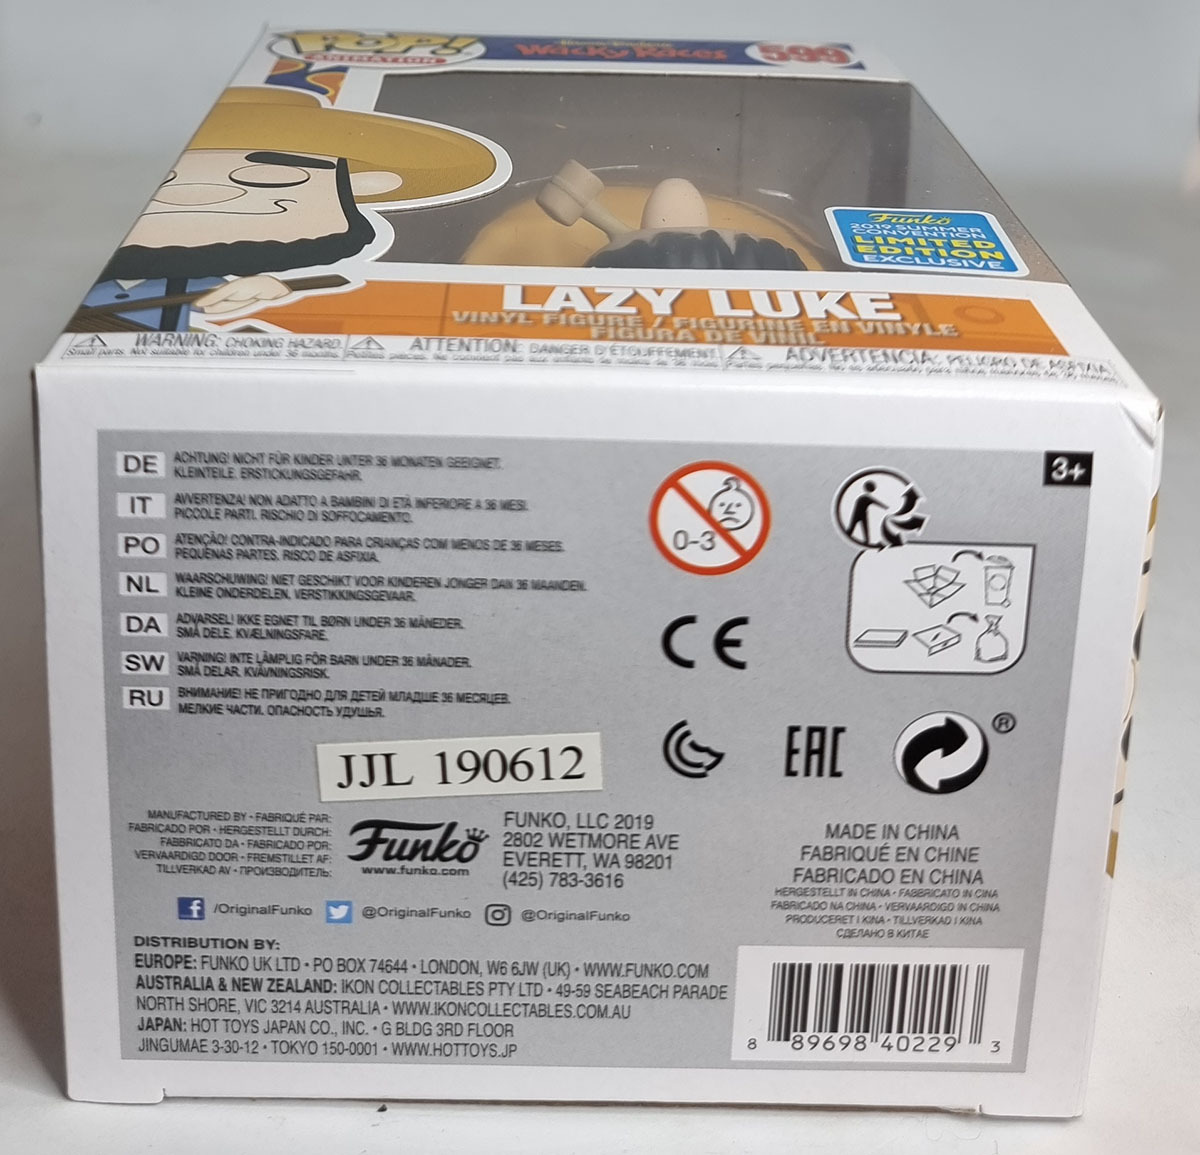 POP!
ANIMATION
Wacky Races
599
Funko
2019 SUMMER
CONVENTION
LIMITED
EDITION
EXCLUSIVE
LAZY LUKE
VINYL FIGURE / FIGURINE EN VINYLE
FIGURA DE VINIL
WARNING: CHOKING HAZARD.
Small parts. Not suitable for children under 36 months.
ATTENTION: DANGER D'ÉTOUFFEMENT.
ADVERTENCIA: PELIGRO DE ASFIXIA
3+
DE ACHTUNG! NICHT FÜR KINDER UNTER 36 MONATEN GEEIGNET.
KLEINTEILE. ERSTICKUNGSGEFAHR.
IT AVVERTENZA! NON ADATTO A BAMBINI DI ETÀ INFERIORE A 36 MESI.
PICCOLE PARTI. RISCHIO DI SOFFOCAMENTO.
PO ATENÇÃO! CONTRA-INDICADO PARA CRIANÇAS COM MENOS DE 36 MESES.
PEQUENAS PARTES. RISCO DE ASFIXIA.
NL WAARSCHUWING! NIET GESCHIKT VOOR KINDEREN JONGER DAN 36 MAANDEN.
KLEINE ONDERDELEN. VERSTIKKINGSGEVAAR.
DA ADVARSEL! IKKE EGNET TIL BØRN UNDER 36 MÅNEDER.
SMÅ DELE. KVÆLNINGSFARE.
SW VARNING! INTE LÄMPLIG FÖR BARN UNDER 36 MÅNADER.
SMÅ DELAR. KVÄVNINGSRISK.
RU ВНИМАНИЕ! НЕ ПРИГОДНО ДЛЯ ДЕТЕЙ МЛАДШЕ 36 МЕСЯЦЕВ.
МЕЛКИЕ ЧАСТИ. ОПАСНОСТЬ УДУШЬЯ.
0-3
CE
EAC
®
JJL 190612
MANUFACTURED BY • FABRIQUÉ PAR:
FABRICADO POR • HERGESTELLT DURCH:
FABBRICATO DA • FABRICADO POR:
VERVAARDIGD DOOR • FREMSTILLET AF:
TILLVERKAD AV • ПРОИЗВОДИТЕЛЬ:
Funko
www.funko.com
FUNKO, LLC 2019
2802 WETMORE AVE
EVERETT, WA 98201
(425) 783-3616
MADE IN CHINA
FABRIQUÉ EN CHINE
FABRICADO EN CHINA
HERGESTELLT IN CHINA • FABBRICATO IN CINA
FABRICADO NA CHINA • VERVAARDIGD IN CHINA
PRODUCERET I KINA • TILLVERKAD I KINA
СДЕЛАНО В КИТАЕ
/OriginalFunko @OriginalFunko @OriginalFunko
DISTRIBUTION BY:
EUROPE: FUNKO UK LTD • PO BOX 74644 • LONDON, W6 6JW (UK) • WWW.FUNKO.COM
AUSTRALIA & NEW ZEALAND: IKON COLLECTABLES PTY LTD • 49-59 SEABEACH PARADE
NORTH SHORE, VIC 3214 AUSTRALIA • WWW.IKONCOLLECTABLES.COM.AU
JAPAN: HOT TOYS JAPAN CO., INC. • G BLDG 3RD FLOOR
JINGUMAE 3-30-12 • TOKYO 150-0001 • WWW.HOTTOYS.JP
8 89698 40229 3